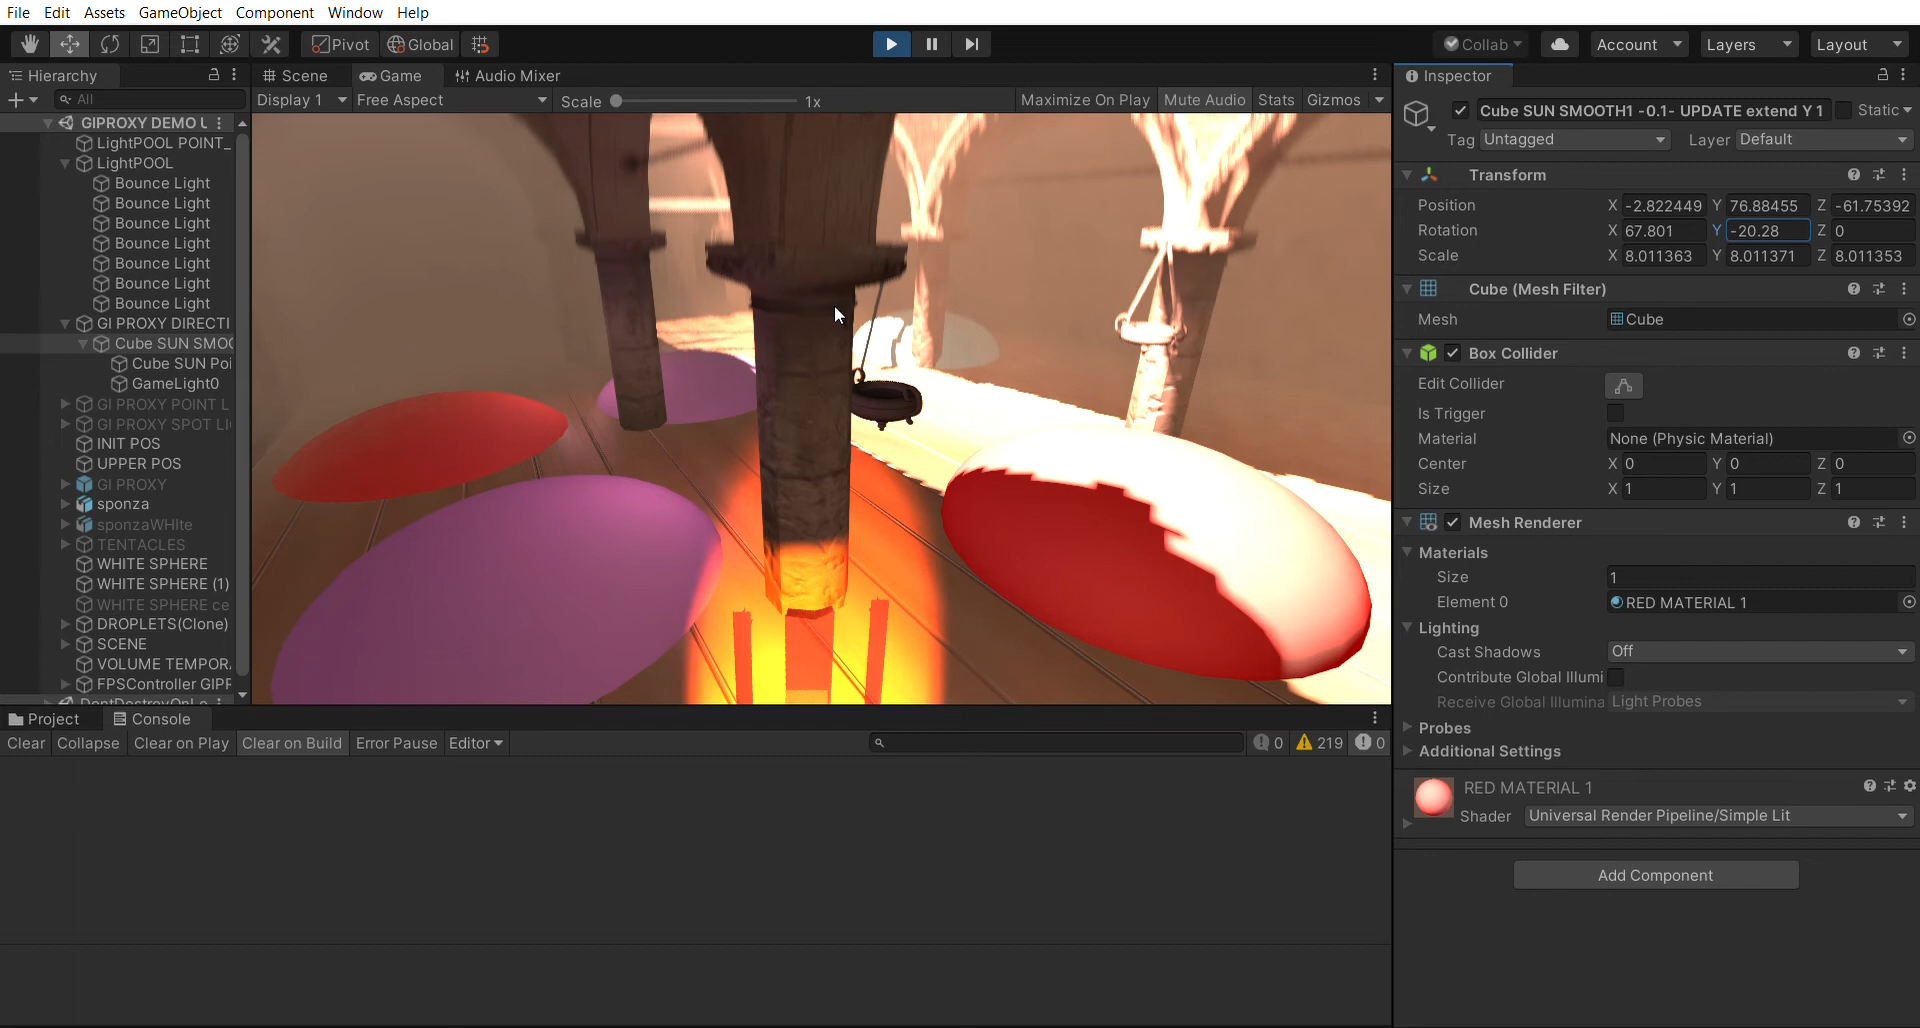 File Edit Assets GameObject Component Window Help
Pivot Global Collab Account Layers Layout
Hierarchy
All
GIPROXY DEMO U
LightPOOL POINT_
LightPOOL
Bounce Light
Bounce Light
Bounce Light
Bounce Light
Bounce Light
Bounce Light
Bounce Light
GI PROXY DIRECTI
Cube SUN SMOO
Cube SUN Poi
GameLight0
GI PROXY POINT L
GI PROXY SPOT LI
INIT POS
UPPER POS
GI PROXY
sponza
sponzaWHIte
TENTACLES
WHITE SPHERE
WHITE SPHERE (1)
WHITE SPHERE ce
DROPLETS(Clone)
SCENE
VOLUME TEMPOR
FPSController GIPF
DontDestroyOnLo
Scene Game Audio Mixer
Display 1 Free Aspect Scale 1x Maximize On Play Mute Audio Stats Gizmos
Project Console
Clear Collapse Clear on Play Clear on Build Error Pause Editor 0 219 0
Inspector
Cube SUN SMOOTH1 -0.1- UPDATE extend Y 1 Static
Tag Untagged Layer Default
Transform
Position X -2.822449 Y 76.88455 Z -61.75392
Rotation X 67.801 Y -20.28 Z 0
Scale X 8.011363 Y 8.011371 Z 8.011353
Cube (Mesh Filter)
Mesh Cube
Box Collider
Edit Collider
Is Trigger
Material None (Physic Material)
Center X 0 Y 0 Z 0
Size X 1 Y 1 Z 1
Mesh Renderer
Materials
Size 1
Element 0 RED MATERIAL 1
Lighting
Cast Shadows Off
Contribute Global Illumi
Receive Global Illumina Light Probes
Probes
Additional Settings
RED MATERIAL 1
Shader Universal Render Pipeline/Simple Lit
Add Component